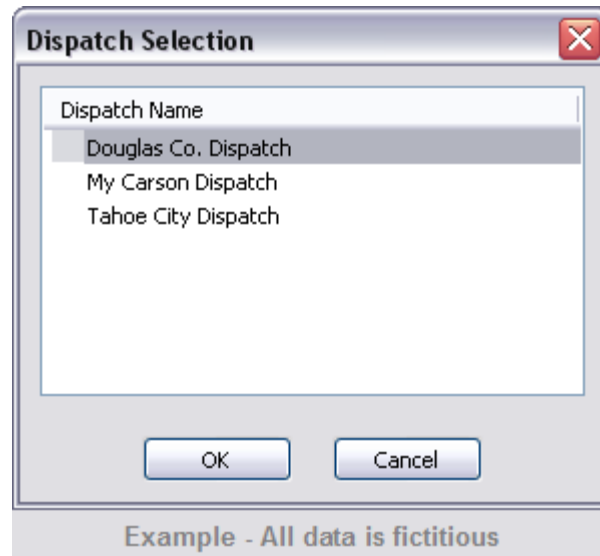 Dispatch Selection
Dispatch Name
Douglas Co. Dispatch
My Carson Dispatch
Tahoe City Dispatch
OK Cancel
Example - All data is fictitious